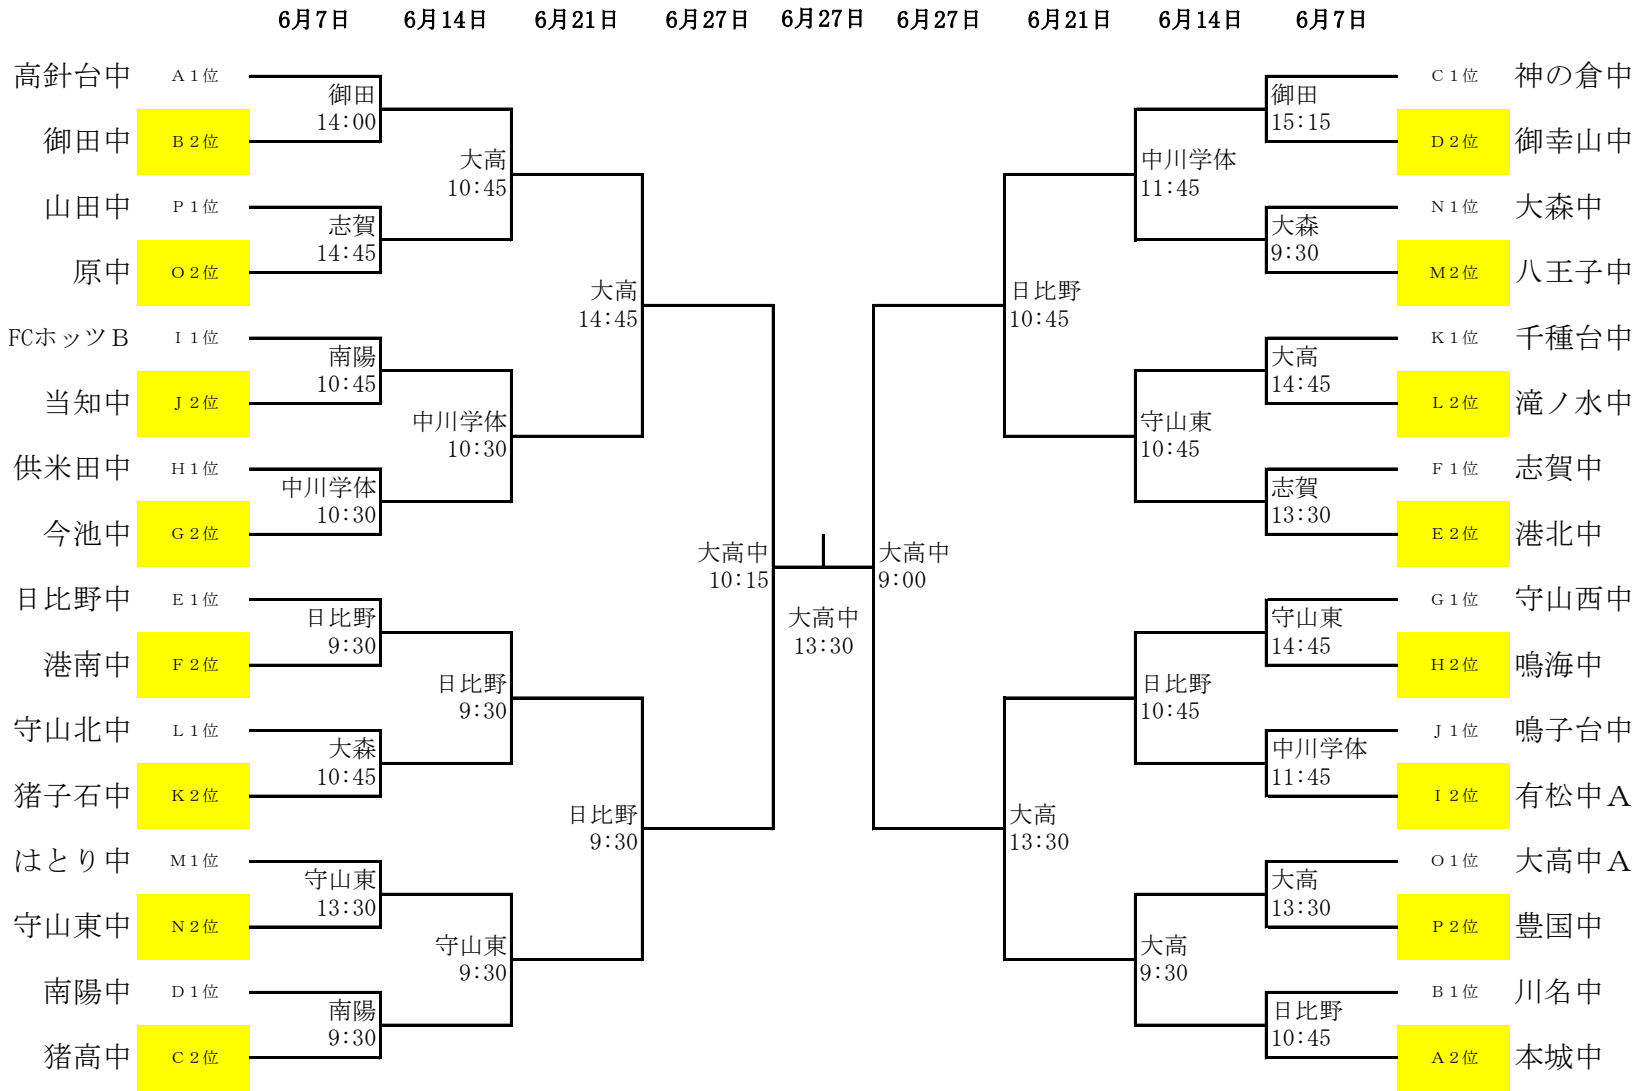 6月7日 6月14日 6月21日 6月27日 6月27日 6月27日 6月21日 6月14日 6月7日
高針台中 A1位
御田
14:00
御田中 B2位
大高
10:45
山田中 P1位
志賀
14:45
原中 O2位
大高
14:45
FCホッツB I1位
南陽
10:45
当知中 J2位
中川学体
10:30
供米田中 H1位
中川学体
10:30
今池中 G2位
大高中
10:15
日比野中 E1位
日比野
9:30
港南中 F2位
日比野
9:30
守山北中 L1位
大森
10:45
猪子石中 K2位
日比野
9:30
はとり中 M1位
守山東
13:30
守山東中 N2位
守山東
9:30
南陽中 D1位
南陽
9:30
猪高中 C2位
大高中
13:30
C1位 神の倉中
御田
15:15
D2位 御幸山中
中川学体
11:45
N1位 大森中
大森
9:30
M2位 八王子中
日比野
10:45
K1位 千種台中
大高
14:45
L2位 滝ノ水中
守山東
10:45
F1位 志賀中
志賀
13:30
E2位 港北中
大高中
9:00
G1位 守山西中
守山東
14:45
H2位 鳴海中
日比野
10:45
J1位 鳴子台中
中川学体
11:45
I2位 有松中A
大高
13:30
O1位 大高中A
大高
13:30
P2位 豊国中
大高
9:30
B1位 川名中
日比野
10:45
A2位 本城中